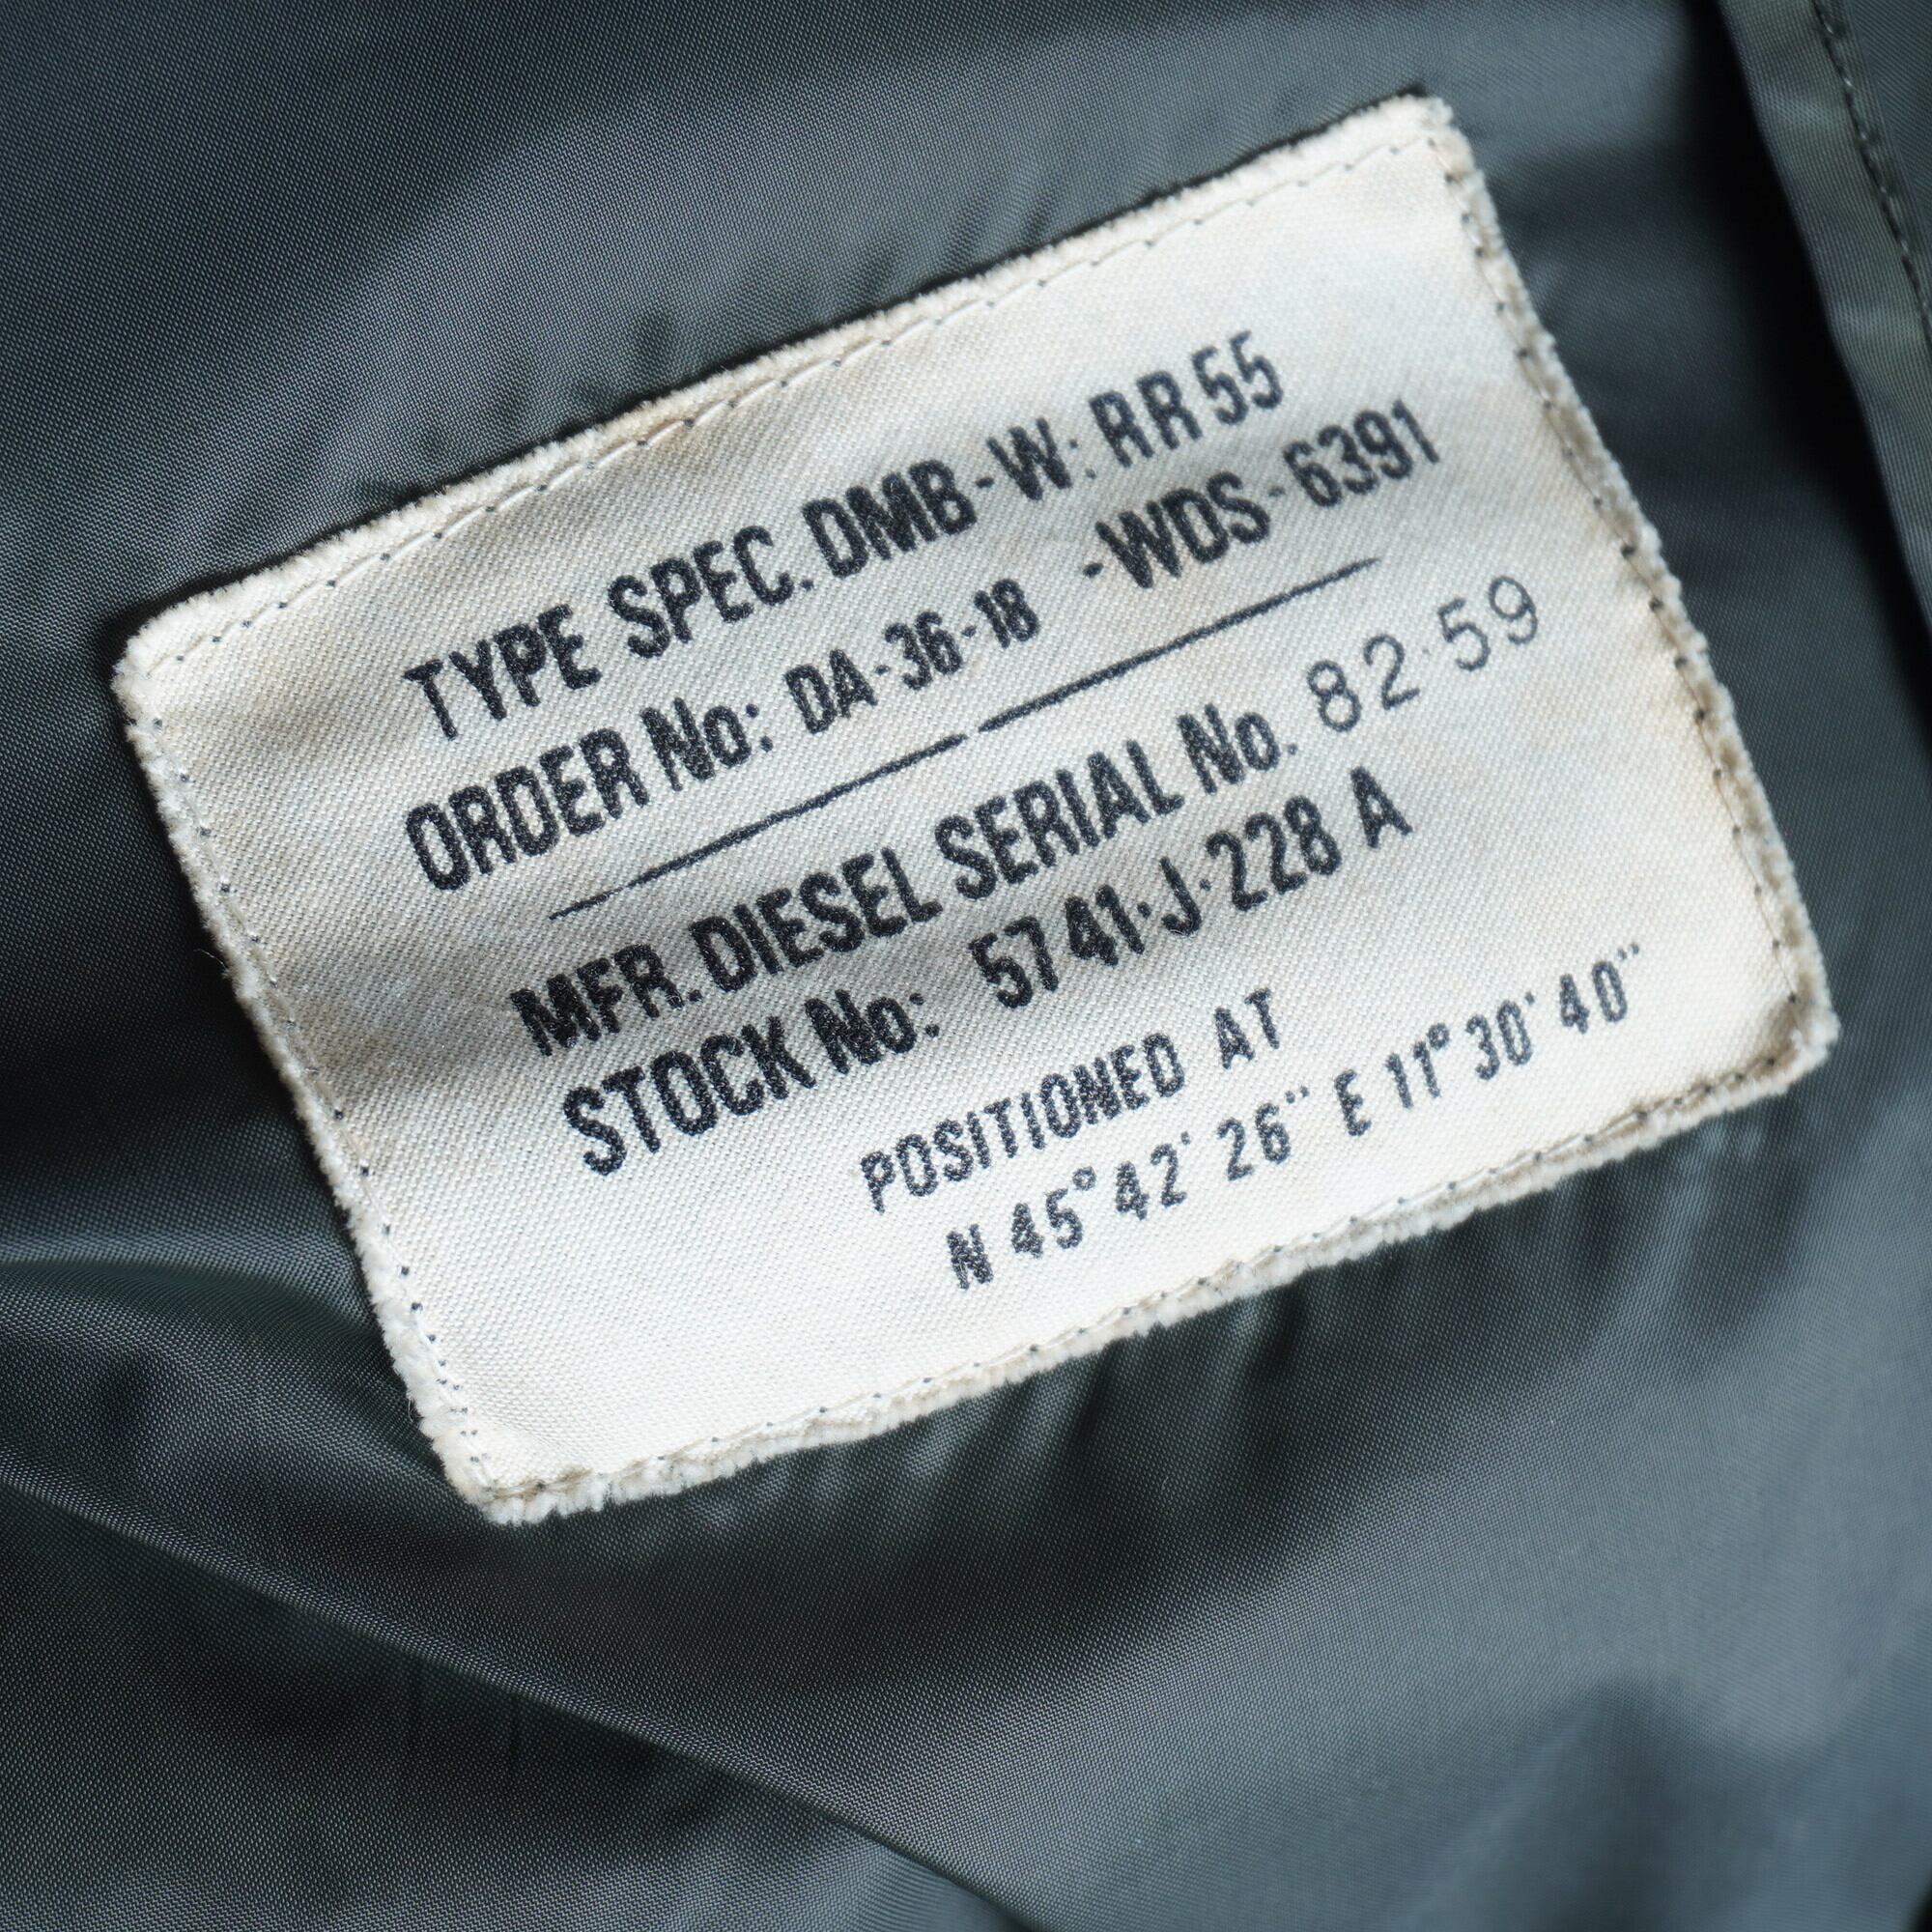 TYPE SPEC. DMB-W: RR 55
ORDER No: DA-36-18 -WDS-6391
MFR. DIESEL SERIAL No. 82·59
STOCK No: 5741·J·228 A
POSITIONED AT
N 45° 42' 26" E 11° 30' 40"